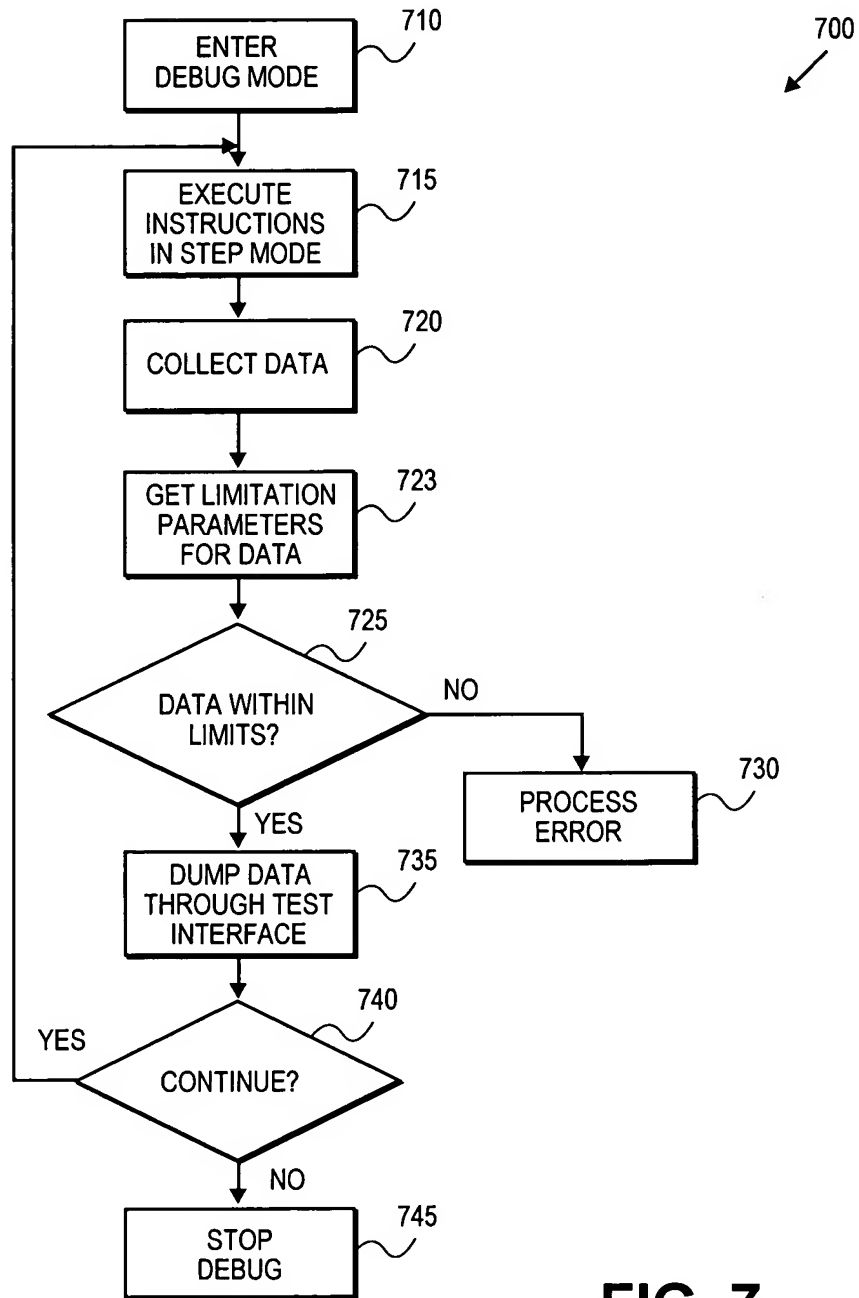 710
700
ENTER
DEBUG MODE
715
EXECUTE
INSTRUCTIONS
IN STEP MODE
720
COLLECT DATA
723
GET LIMITATION
PARAMETERS
FOR DATA
725
DATA WITHIN
LIMITS?
NO
730
PROCESS
ERROR
YES
735
DUMP DATA
THROUGH TEST
INTERFACE
740
YES
CONTINUE?
NO
745
STOP
DEBUG
FIG. 7